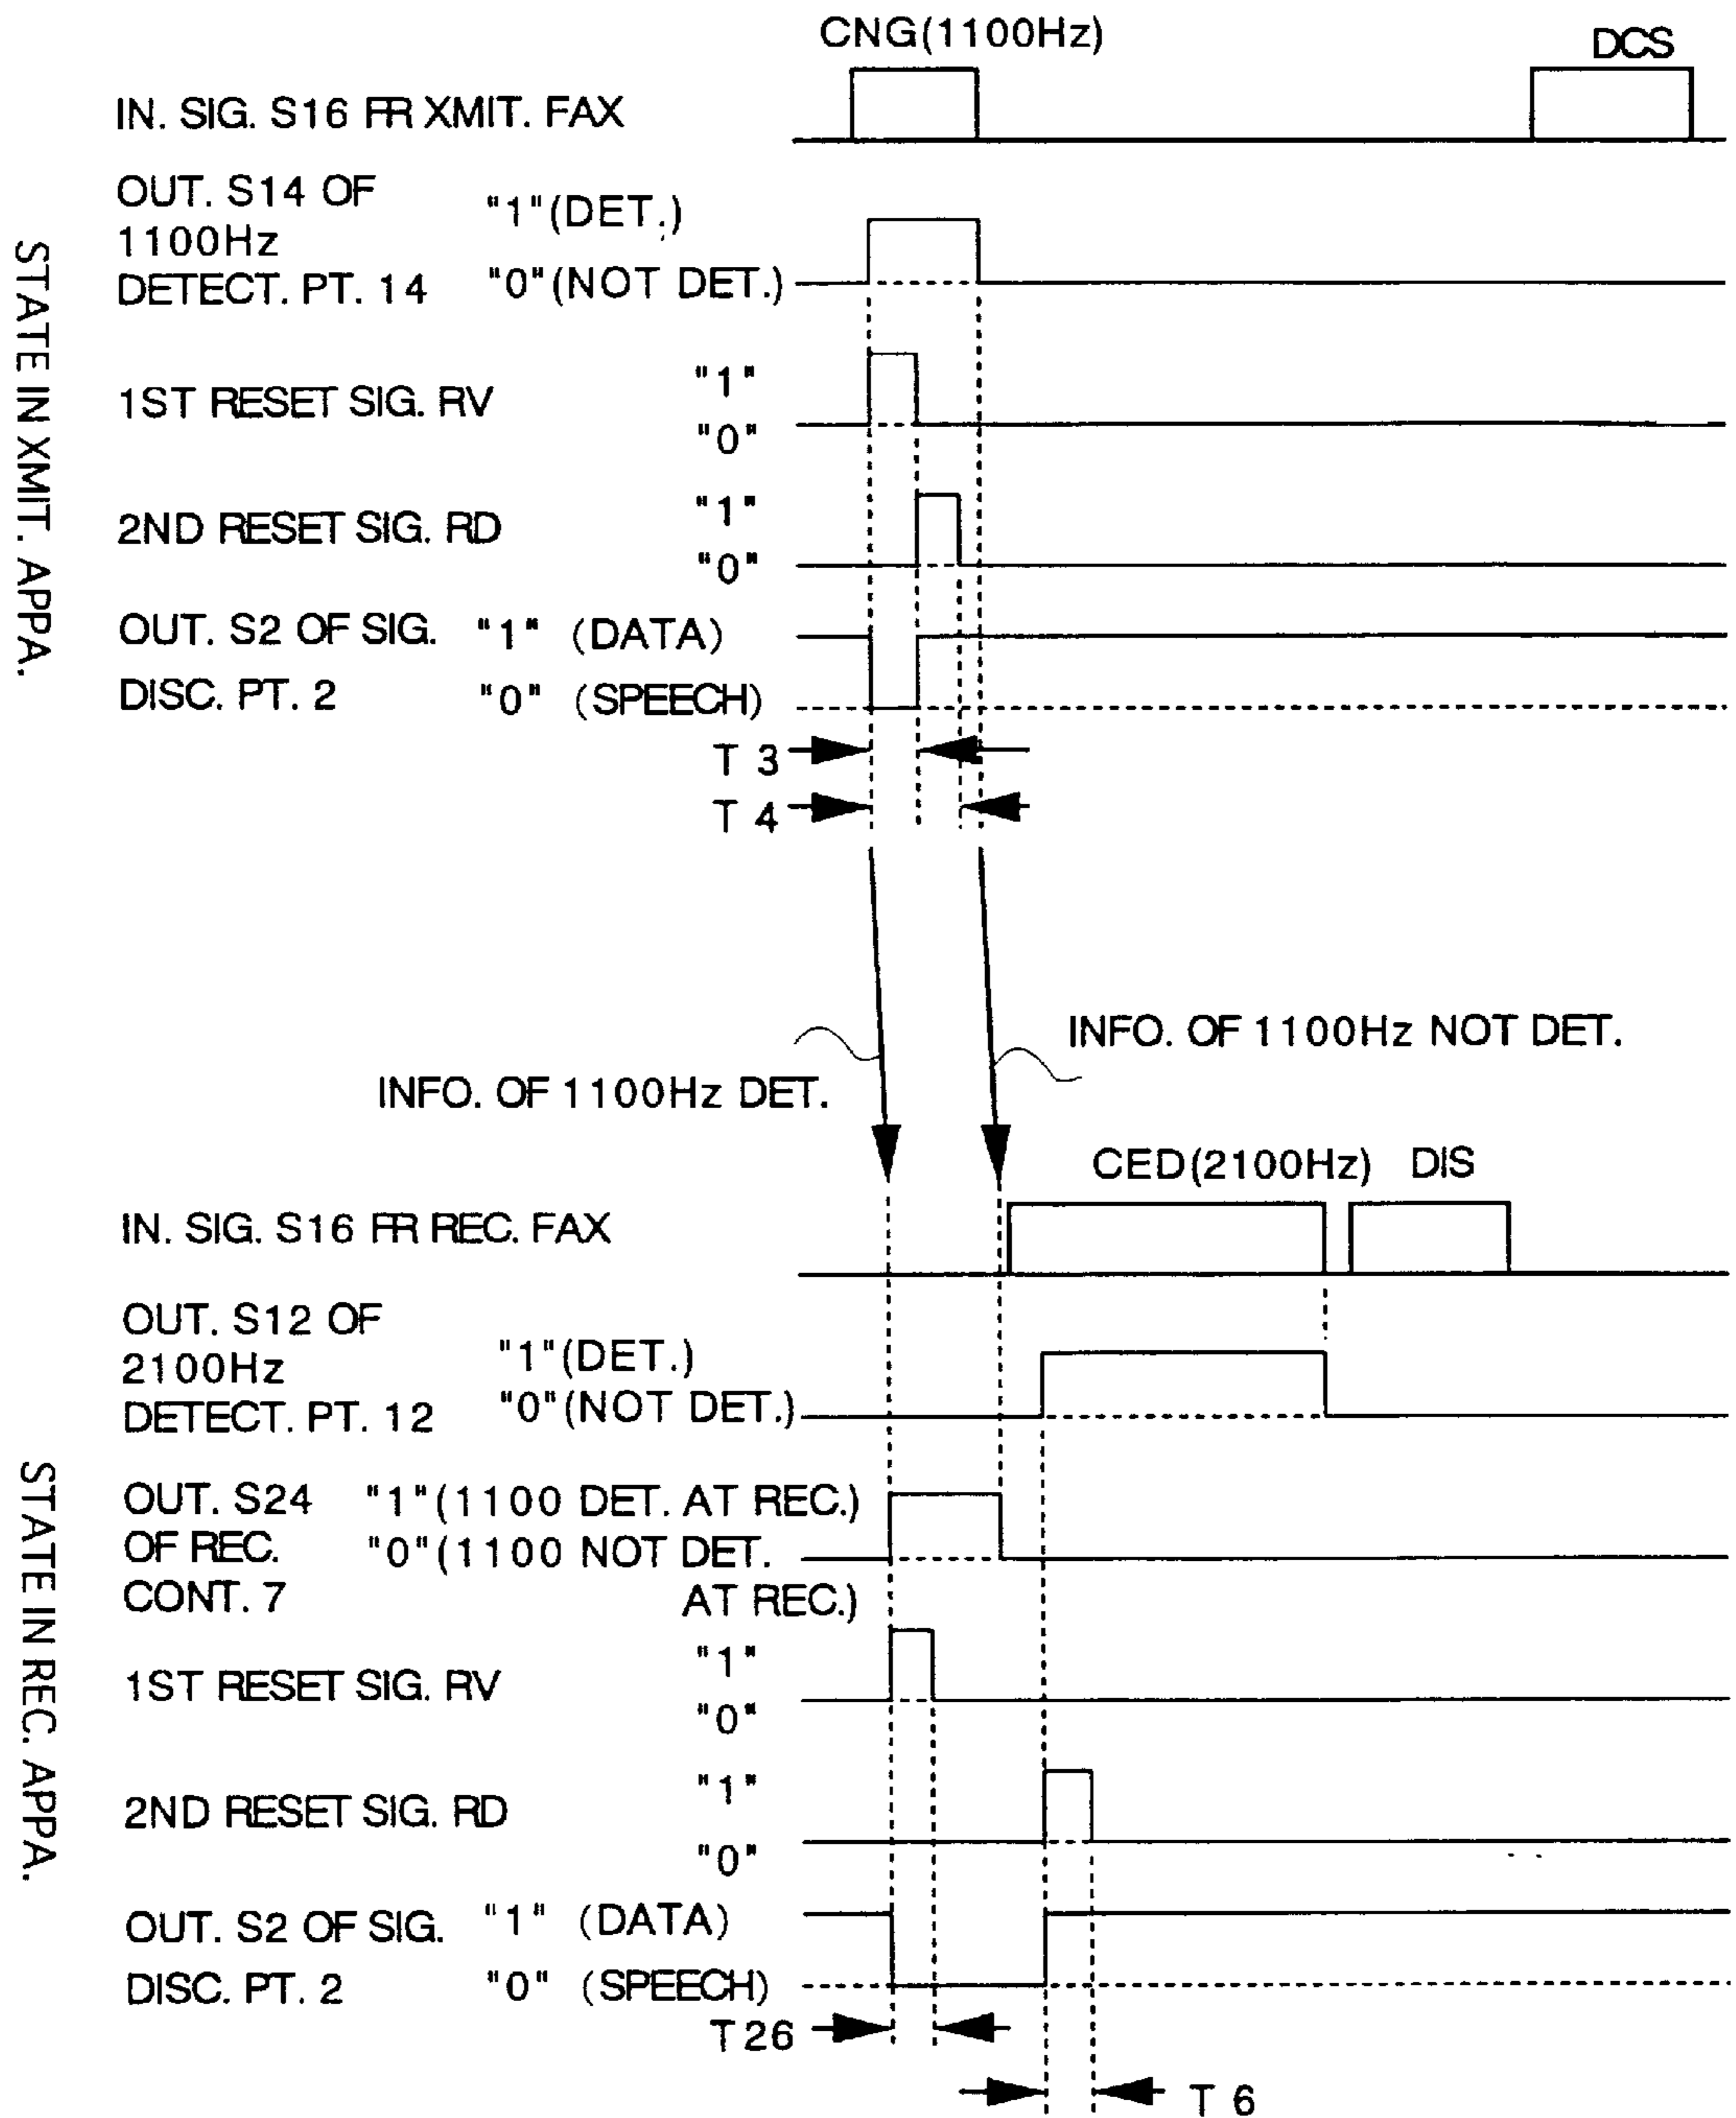 CNG(1100Hz)
DCS
IN. SIG. S16 FR XMIT. FAX
OUT. S14 OF
1100Hz
DETECT. PT. 14
"1"(DET.)
"0"(NOT DET.)
1ST RESET SIG. RV
"1"
"0"
2ND RESET SIG. RD
"1"
"0"
OUT. S2 OF SIG. "1" (DATA)
DISC. PT. 2 "0" (SPEECH)
T 3
T 4
STATE IN XMIT. APPA.
INFO. OF 1100Hz NOT DET.
INFO. OF 1100Hz DET.
CED(2100Hz) DIS
IN. SIG. S16 FR REC. FAX
OUT. S12 OF
2100Hz
DETECT. PT. 12
"1"(DET.)
"0"(NOT DET.)
OUT. S24 "1"(1100 DET. AT REC.)
OF REC. "0"(1100 NOT DET.
CONT. 7 AT REC.)
1ST RESET SIG. RV
"1"
"0"
2ND RESET SIG. RD
"1"
"0"
OUT. S2 OF SIG. "1" (DATA)
DISC. PT. 2 "0" (SPEECH)
T26
T 6
STATE IN REC. APPA.